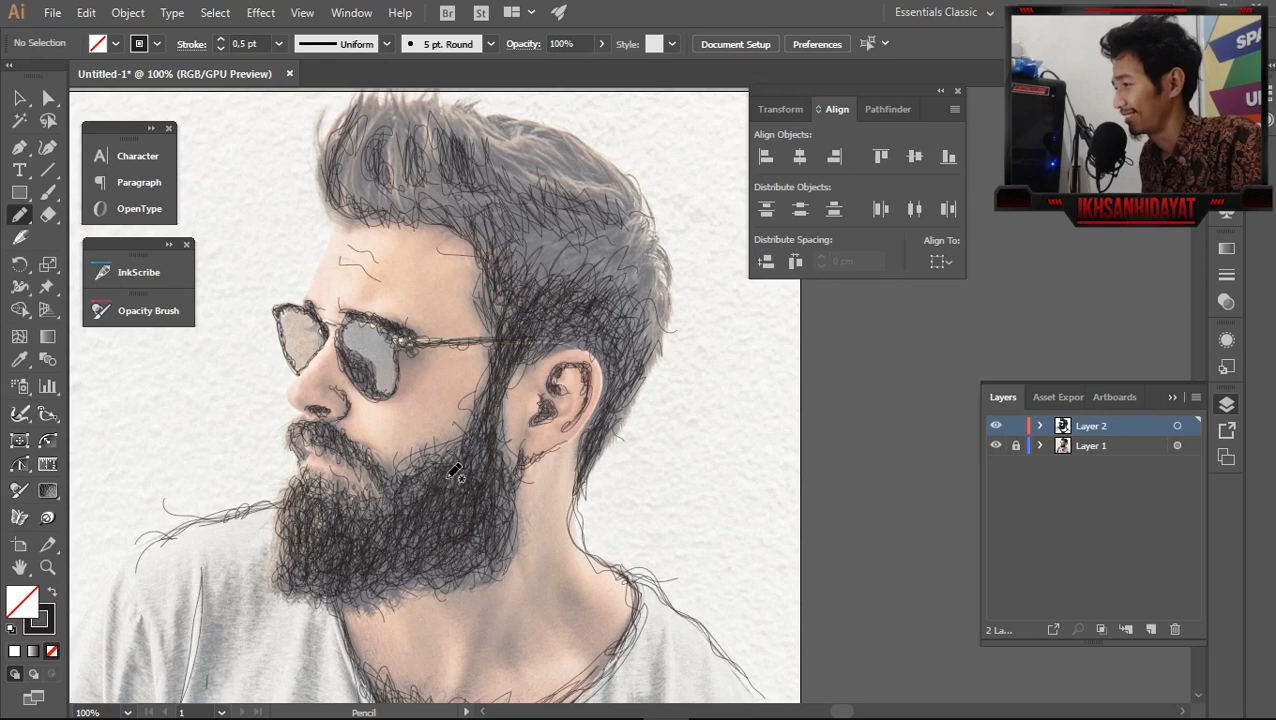 Ai File Edit Object Type Select Effect View Window Help Br St Essentials Classic
No Selection Stroke: 0,5 pt Uniform 5 pt. Round Opacity: 100% Style: Document Setup Preferences
Untitled-1* @ 100% (RGB/GPU Preview)
Transform Align Pathfinder
Align Objects:
Distribute Objects:
Distribute Spacing: Align To:
0 cm
Character
Paragraph
OpenType
InkScribe
Opacity Brush
SPA
IKHSANHIDAYAT
Layers Asset Expor Artboards
Layer 2
Layer 1
2 La...
100% 1 Pencil